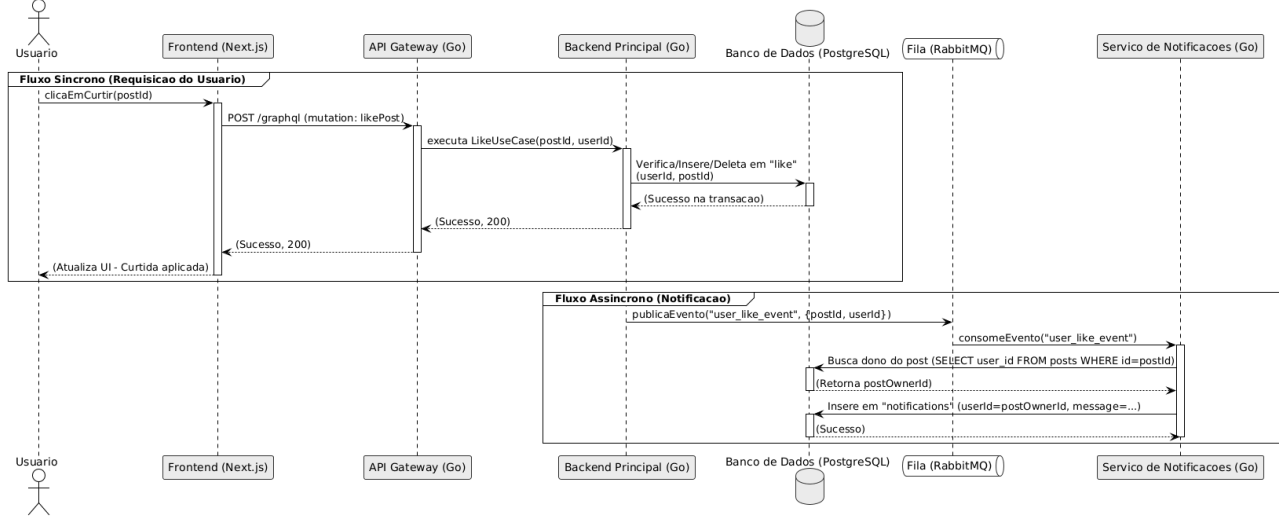 Usuario
Frontend (Next.js)
API Gateway (Go)
Backend Principal (Go)
Banco de Dados (PostgreSQL)
Fila (RabbitMQ)
Servico de Notificacoes (Go)
Fluxo Sincrono (Requisicao do Usuario)
clicaEmCurtir(postId)
POST /graphql (mutation: likePost)
executa LikeUseCase(postId, userId)
Verifica/Insere/Deleta em "like"
(userId, postId)
(Sucesso na transacao)
(Sucesso, 200)
(Sucesso, 200)
(Atualiza UI - Curtida aplicada)
Fluxo Assincrono (Notificacao)
publicaEvento("user_like_event", {postId, userId})
consomeEvento("user_like_event")
Busca dono do post (SELECT user_id FROM posts WHERE id=postId)
(Retorna postOwnerId)
Insere em "notifications" (userId=postOwnerId, message=...)
(Sucesso)
Usuario
Frontend (Next.js)
API Gateway (Go)
Backend Principal (Go)
Banco de Dados (PostgreSQL)
Fila (RabbitMQ)
Servico de Notificacoes (Go)